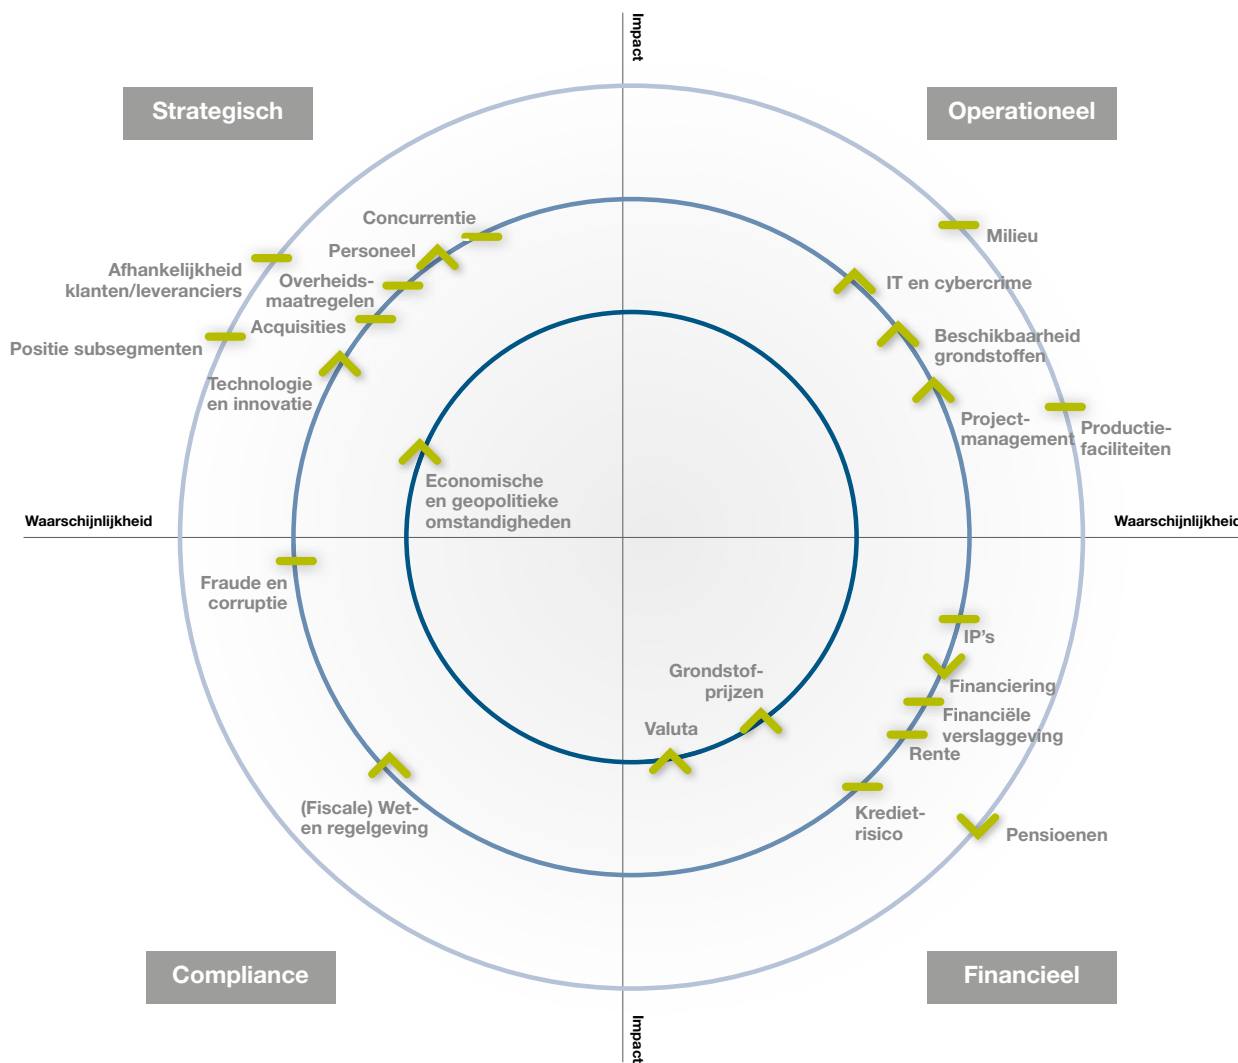 Impact
Strategisch
Operationeel
Concurrentie
Personeel
Afhankelijkheid
klanten/leveranciers
Overheids-
maatregelen
Acquisities
Positie subsegmenten
Technologie
en innovatie
Economische
en geopolitieke
omstandigheden
Milieu
IT en cybercrime
Beschikbaarheid
grondstoffen
Project-
management
Productie-
faciliteiten
Waarschijnlijkheid
Waarschijnlijkheid
Fraude en
corruptie
(Fiscale) Wet-
en regelgeving
IP's
Financiering
Financiële
verslaggeving
Rente
Krediet-
risico
Pensioenen
Grondstof-
prijzen
Valuta
Compliance
Financieel
Impact